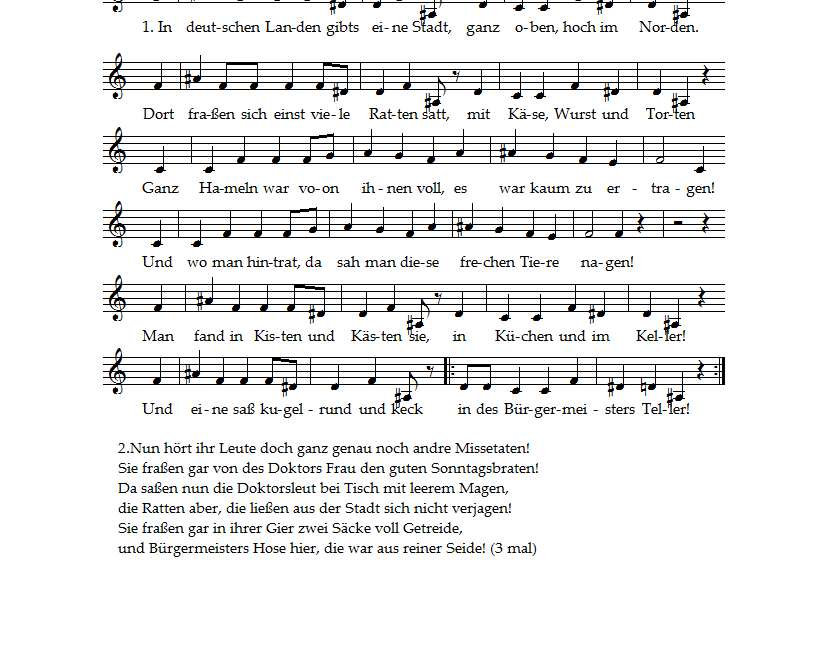 1. In deut-schen Lan-den gibts ei-ne Stadt, ganz o-ben, hoch im Nor-den.
Dort fra-ßen sich einst vie-le Rat-ten satt, mit Kä-se, Wurst und Tor-ten
Ganz Ha-meln war vo-on ih-nen voll, es war kaum zu er - tra - gen!
Und wo man hin-trat, da sah man die-se fre-chen Tie-re na-gen!
Man fand in Kis-ten und Käs-ten sie, in Kü-chen und im Kel-ler!
Und ei-ne saß ku-gel - rund und keck in des Bür-ger-mei - sters Tel-ler!
2.Nun hört ihr Leute doch ganz genau noch andre Missetaten!
Sie fraßen gar von des Doktors Frau den guten Sonntagsbraten!
Da saßen nun die Doktorsleut bei Tisch mit leerem Magen,
die Ratten aber, die ließen aus der Stadt sich nicht verjagen!
Sie fraßen gar in ihrer Gier zwei Säcke voll Getreide,
und Bürgermeisters Hose hier, die war aus reiner Seide! (3 mal)